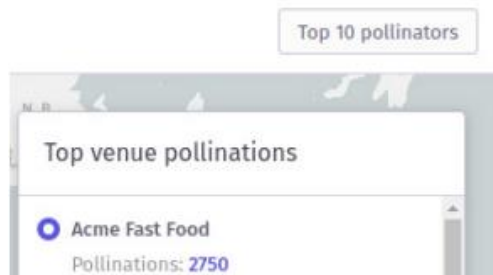 Top 10 pollinators
N.B.
Top venue pollinations
Acme Fast Food
Pollinations: 2750